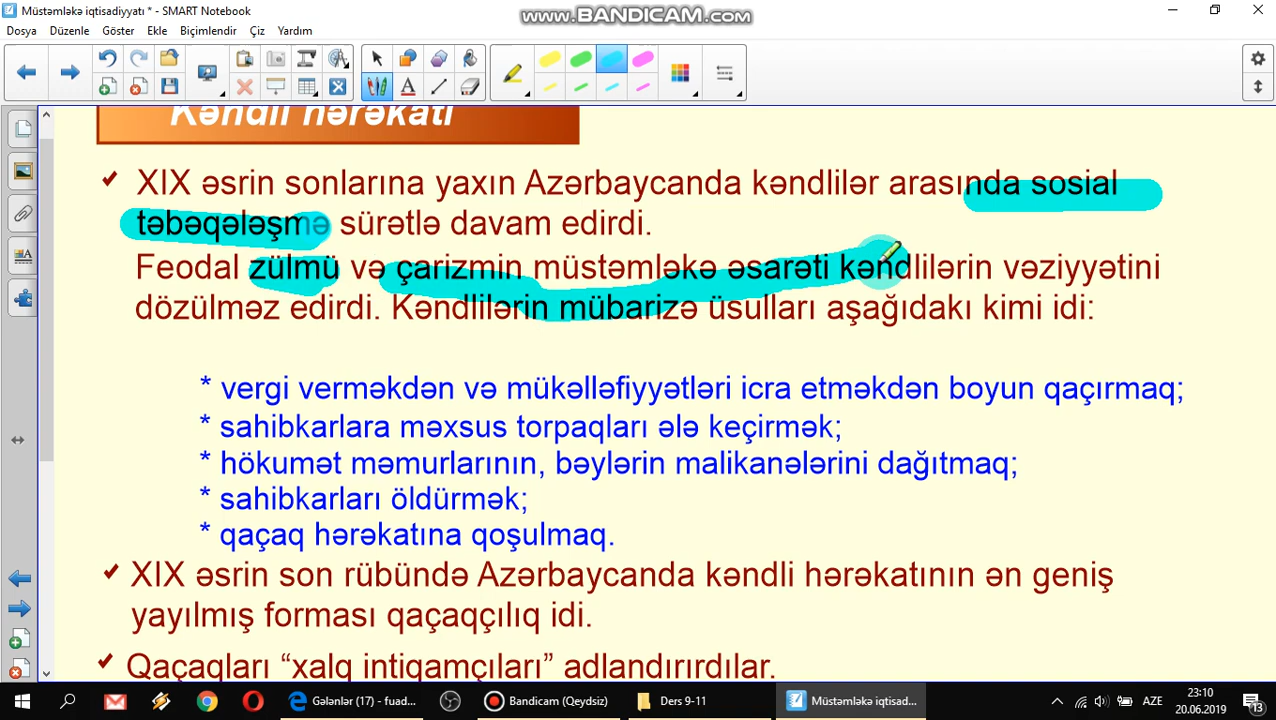 Müstəmləkə iqtisadiyyatı * - SMART Notebook
www.BANDICAM.com
Dosya Düzenle Göster Ekle Biçimlendir Çiz Yardım
Kəndli hərəkatı
XIX əsrin sonlarına yaxın Azərbaycanda kəndlilər arasında sosial
təbəqələşmə sürətlə davam edirdi.
Feodal zülmü və çarizmin müstəmləkə əsarəti kəndlilərin vəziyyətini
dözülməz edirdi. Kəndlilərin mübarizə üsulları aşağıdakı kimi idi:
* vergi verməkdən və mükəlləfiyyətləri icra etməkdən boyun qaçırmaq;
* sahibkarlara məxsus torpaqları ələ keçirmək;
* hökumət məmurlarının, bəylərin malikanələrini dağıtmaq;
* sahibkarları öldürmək;
* qaçaq hərəkatına qoşulmaq.
XIX əsrin son rübündə Azərbaycanda kəndli hərəkatının ən geniş
yayılmış forması qaçaqçılıq idi.
Qaçaqları “xalq intiqamçıları” adlandırırdılar.
Gələnlər (17) - fuad... Bandicam (Qeydsiz) Ders 9-11 Müstəmləkə iqtisad... AZE 23:10
20.06.2019 13